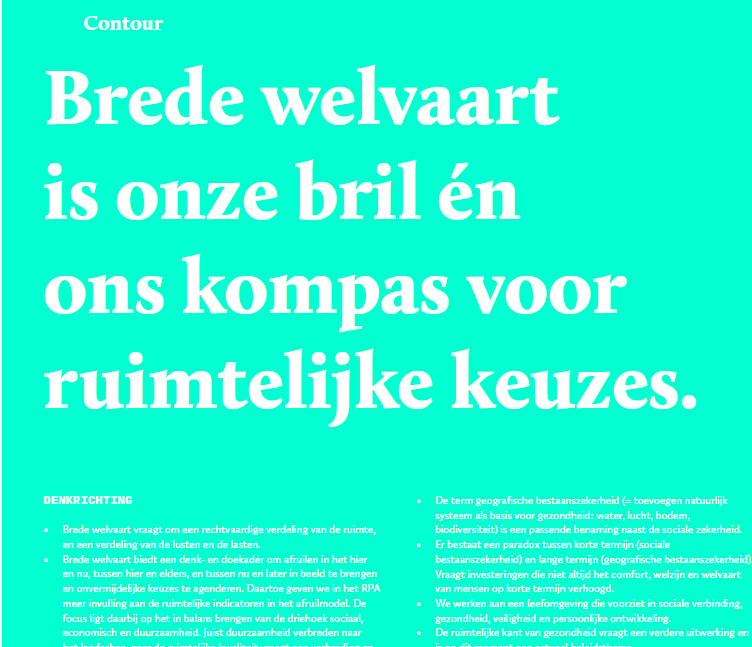 Contour
Brede welvaart
is onze bril én
ons kompas voor
ruimtelijke keuzes.
DENKRICHTING
• Brede welvaart vraagt om een rechtvaardige verdeling van de ruimte,
en een verdeling van de lusten en de lasten.
• Brede welvaart biedt een denk- en doekader om afruilen in het hier
en nu, tussen hier en elders, en tussen nu en later in beeld te brengen
en onvermijdelijke keuzes te agenderen. Daartoe geven we in het RPA
meer invulling aan de ruimtelijke indicatoren in het afruilmodel. De
focus ligt daarbij op het in balans brengen van de driehoek sociaal,
economisch en duurzaamheid. Juist duurzaamheid verbreden naar
• De term geografische bestaanszekerheid (= toevoegen natuurlijk
systeem als basis voor gezondheid: water, lucht, bodem,
biodiversiteit) is een passende benaming naast de sociale zekerheid.
• Er bestaat een paradox tussen korte termijn (sociale
bestaanszekerheid) en lange termijn (geografische bestaanszekerheid).
Vraagt investeringen die niet altijd het comfort, welzijn en welvaart
van mensen op korte termijn verhoogd.
• We werken aan een leefomgeving die voorziet in sociale verbinding,
gezondheid, veiligheid en persoonlijke ontwikkeling.
• De ruimtelijke kant van gezondheid vraagt een verdere uitwerking en